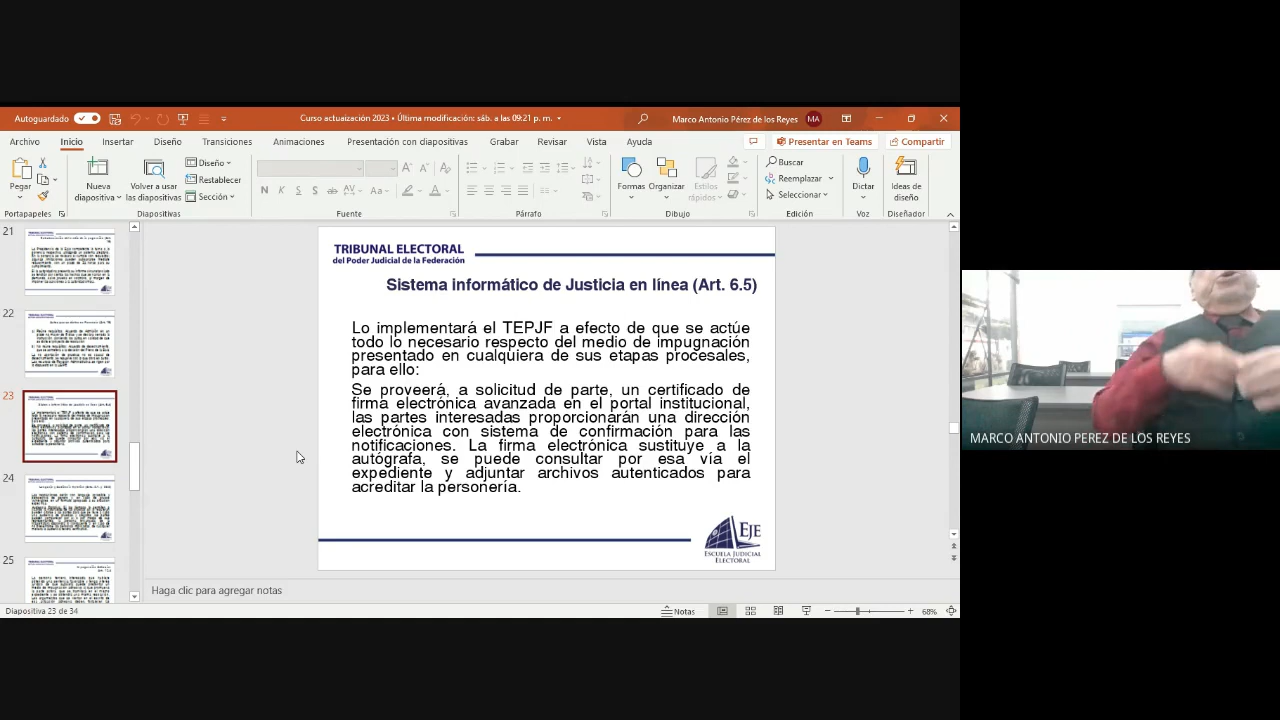 Autoguardado
Curso actuaización 2023 • Última modificación: sáb. a las 09:21 p. m.
Marco Antonio Pérez de los Reyes
MA
Archivo Inicio Insertar Diseño Transiciones Animaciones Presentación con diapositivas Grabar Revisar Vista Ayuda
Presentar en Teams
Compartir
Pegar
Nueva diapositiva
Volver a usar las diapositivas
Diseño
Restablecer
Sección
N K S S ab AV Aa A
Formas
Organizar
Estilos rápidos
Buscar
Reemplazar
Seleccionar
Dictar
Ideas de diseño
Portapapeles
Diapositivas
Fuente
Párrafo
Dibujo
Edición
Voz
Diseñador
21
22
23
24
25
TRIBUNAL ELECTORAL
del Poder Judicial de la Federación
Sistema informático de Justicia en línea (Art. 6.5)
Lo implementará el TEPJF a efecto de que se actúe
todo lo necesario respecto del medio de impugnación
presentado en cualquiera de sus etapas procesales,
para ello:
Se proveerá, a solicitud de parte, un certificado de
firma electrónica avanzada en el portal institucional,
las partes interesadas proporcionarán una dirección
electrónica con sistema de confirmación para las
notificaciones. La firma electrónica sustituye a la
autógrafa, se puede consultar por esa vía el
expediente y adjuntar archivos autenticados para
acreditar la personería.
EJE
ESCUELA JUDICIAL
ELECTORAL
Haga clic para agregar notas
Diapositiva 23 de 34
Notas
68%
MARCO ANTONIO PEREZ DE LOS REYES